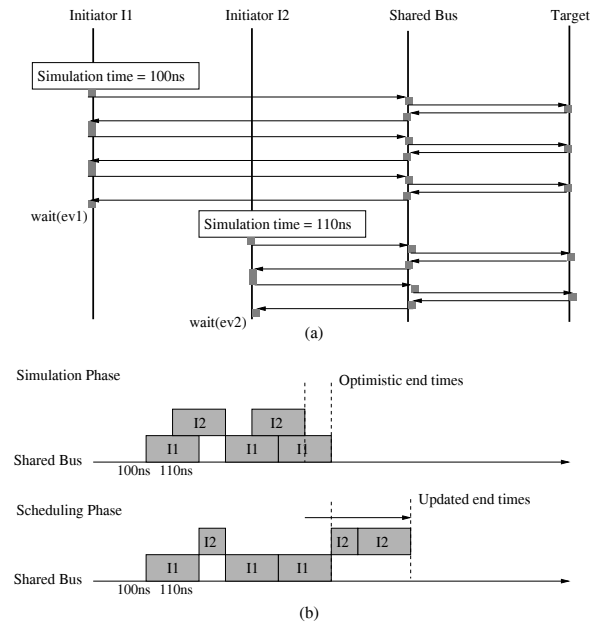 Initiator I1 Initiator I2 Shared Bus Target
Simulation time = 100ns
wait(ev1)
Simulation time = 110ns
wait(ev2)
(a)
Simulation Phase
Optimistic end times
I2 I2
I1 I1 I1
Shared Bus
100ns 110ns
Scheduling Phase
Updated end times
I2 I2 I2
I1 I1 I1
Shared Bus
100ns 110ns
(b)